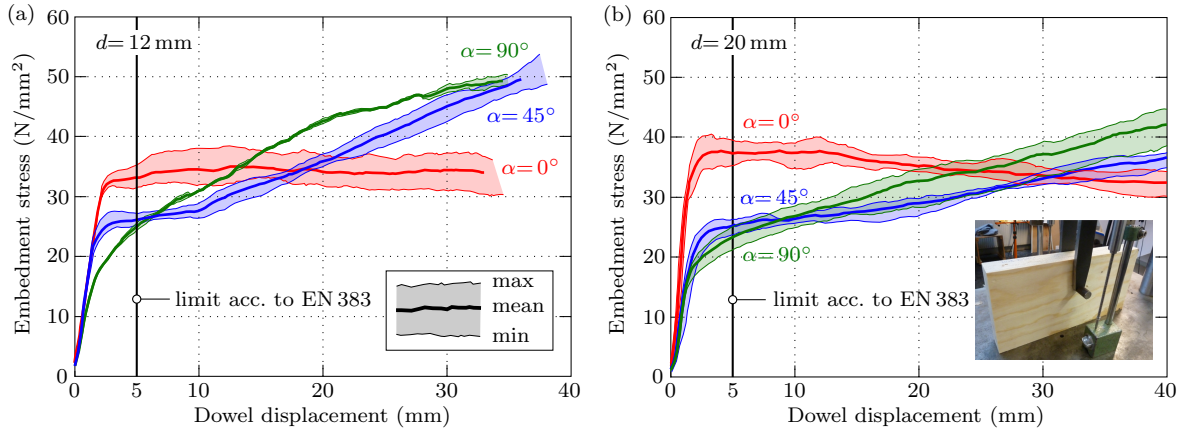 (a)
Embedment stress (N/mm²)
60
50
40
30
20
10
0
d= 12 mm
α= 90°
α= 45°
α= 0°
limit acc. to EN 383
max
mean
min
0 5 10 20 30 40
Dowel displacement (mm)
(b)
Embedment stress (N/mm²)
60
50
40
30
20
10
0
d= 20 mm
α= 0°
α= 45°
α= 90°
limit acc. to EN 383
0 5 10 20 30 40
Dowel displacement (mm)